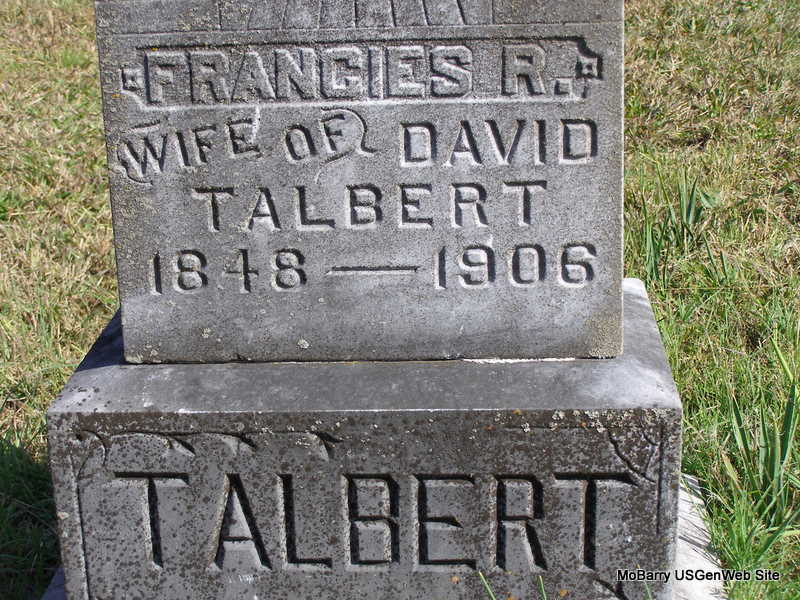 FRANCIES R.
WIFE OF DAVID
TALBERT
1848 — 1906
TALBERT
MoBarry USGenWeb Site